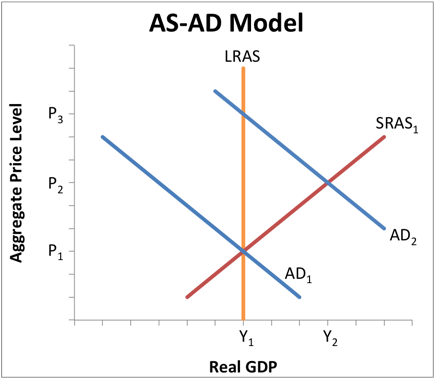 AS-AD Model
LRAS
P3
SRAS1
P2
AD2
P1
AD1
Y1 Y2
Real GDP
Aggregate Price Level